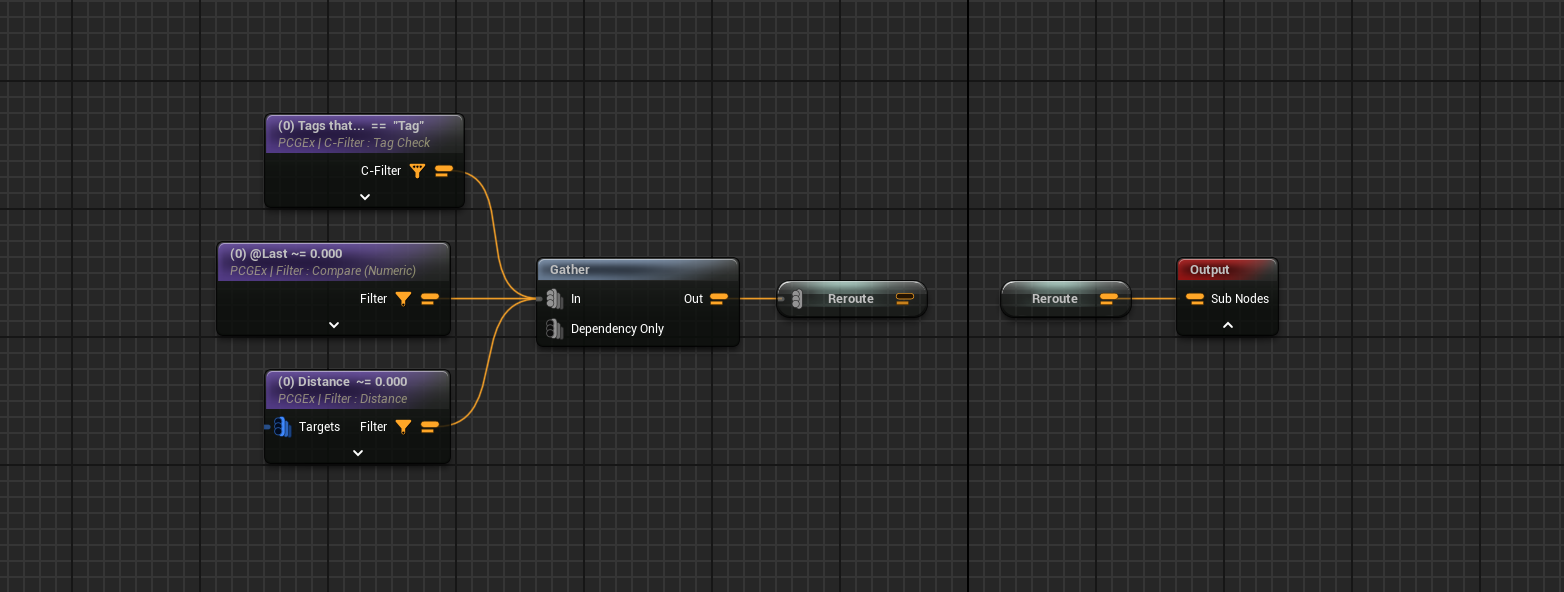 (0) Tags that... == "Tag"
PCGEx | C-Filter : Tag Check
C-Filter
(0) @Last ~= 0.000
PCGEx | Filter : Compare (Numeric)
Filter
(0) Distance ~= 0.000
PCGEx | Filter : Distance
Targets Filter
Gather
In Out
Dependency Only
Reroute
Reroute
Output
Sub Nodes